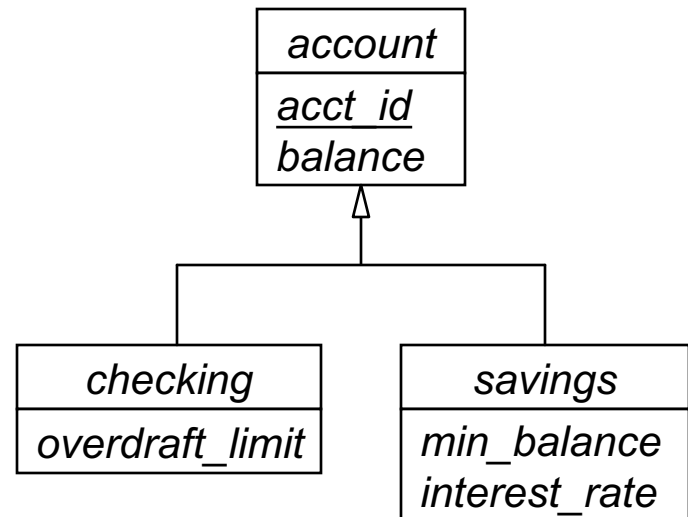 account
acct_id
balance
checking
overdraft_limit
savings
min_balance
interest_rate